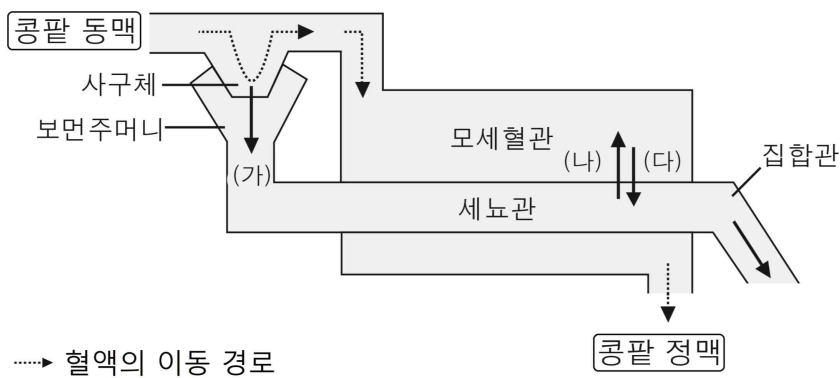 콩팥 동맥
사구체
보먼주머니
(가)
모세혈관
(나)
(다)
집합관
세뇨관
콩팥 정맥
혈액의 이동 경로